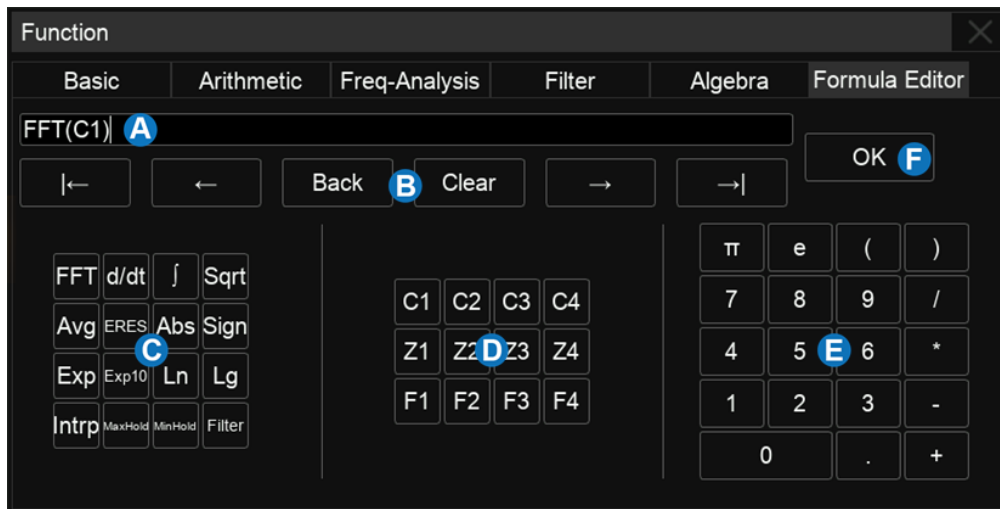 Function
Basic Arithmetic Freq-Analysis Filter Algebra Formula Editor
FFT(C1) A
OK F
|← ← Back B Clear → →|
FFT d/dt ∫ Sqrt
Avg ERES Abs Sign
C
Exp Exp10 Ln Lg
Intrp MaxHold MinHold Filter
C1 C2 C3 C4
Z1 Z2 D Z3 Z4
F1 F2 F3 F4
π e ( )
7 8 9 /
4 5 E 6 *
1 2 3 -
0 . +